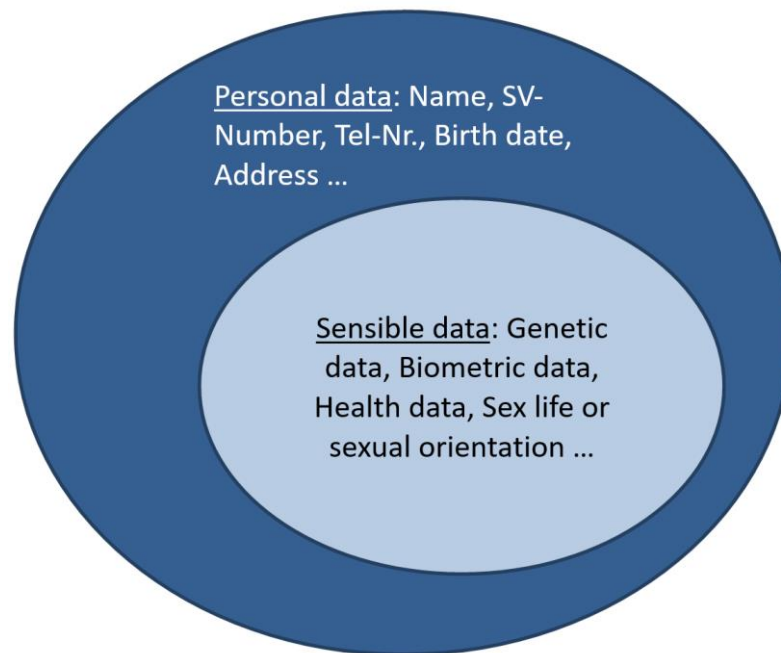 Personal data: Name, SV-
Number, Tel-Nr., Birth date,
Address ...
Sensible data: Genetic
data, Biometric data,
Health data, Sex life or
sexual orientation ...